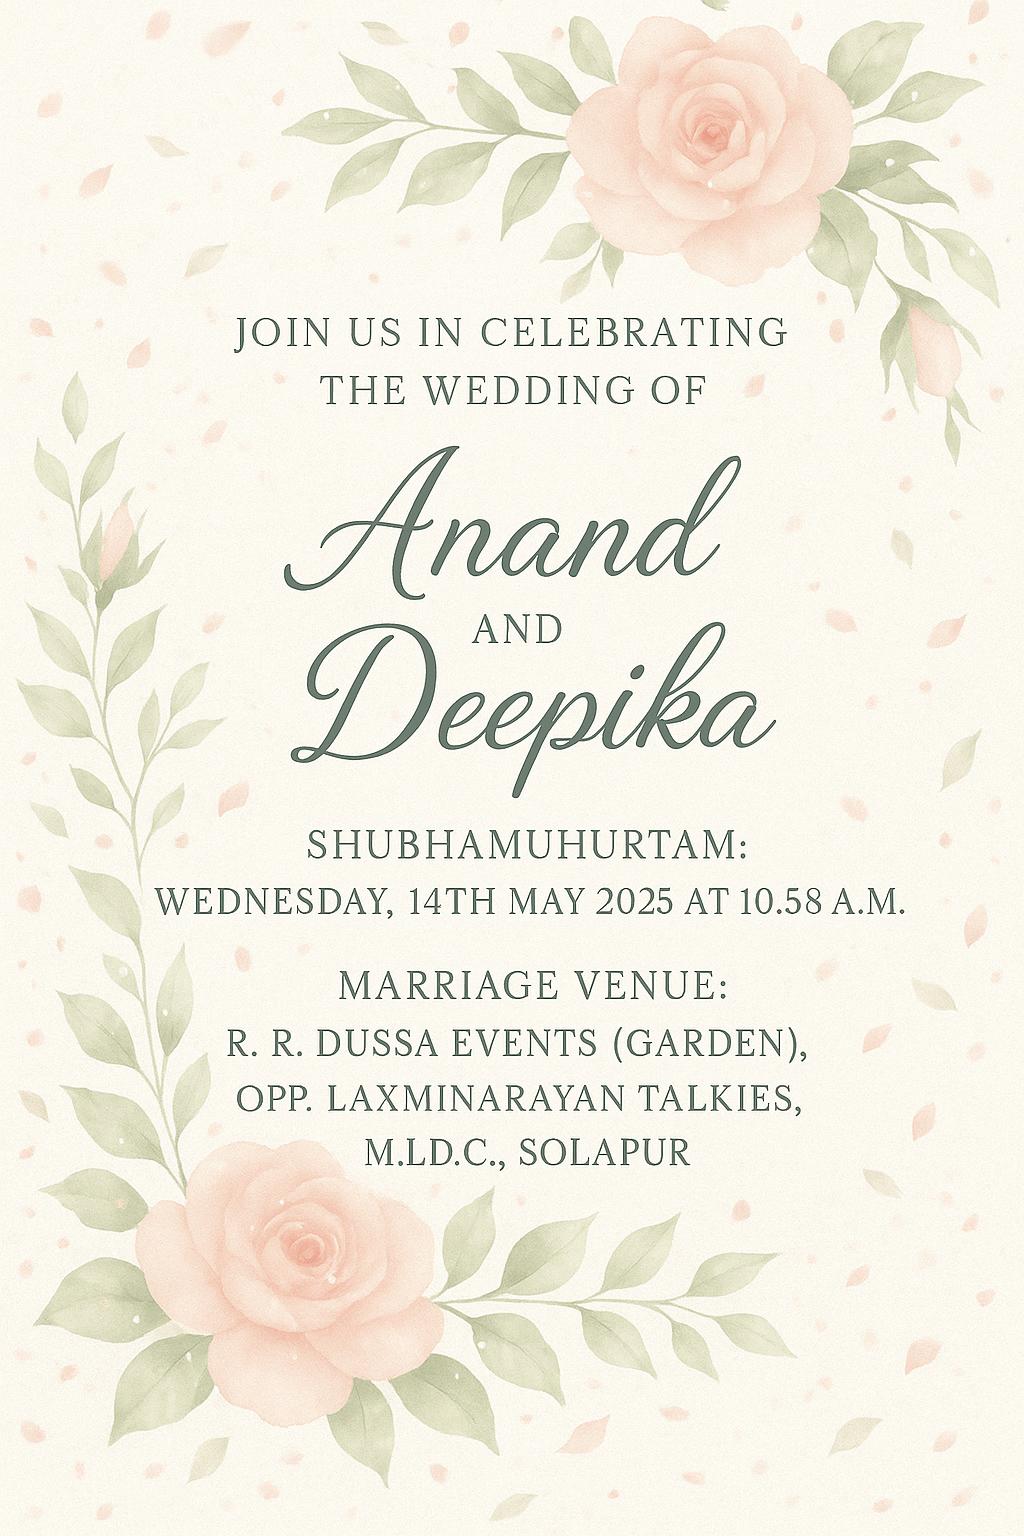 JOIN US IN CELEBRATING
THE WEDDING OF
Anand
AND
Deepika
SHUBHAMUHURTAM:
WEDNESDAY, 14TH MAY 2025 AT 10.58 A.M.
MARRIAGE VENUE:
R. R. DUSSA EVENTS (GARDEN),
OPP. LAXMINARAYAN TALKIES,
M.LD.C., SOLAPUR